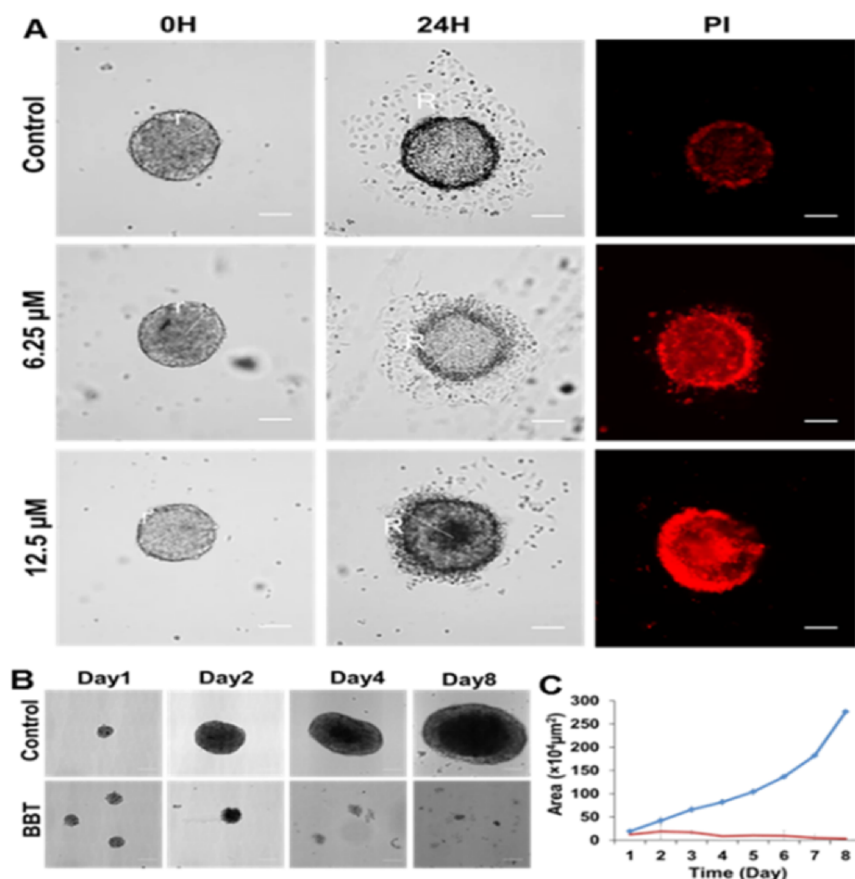 A
0H 24H PI
Control
r
R
6.25 µM
r
R
12.5 µM
r
R
B
Day1 Day2 Day4 Day8
Control
BBT
C
Area (×10⁴µm²)
300
250
200
150
100
50
0
1 2 3 4 5 6 7 8
Time (Day)